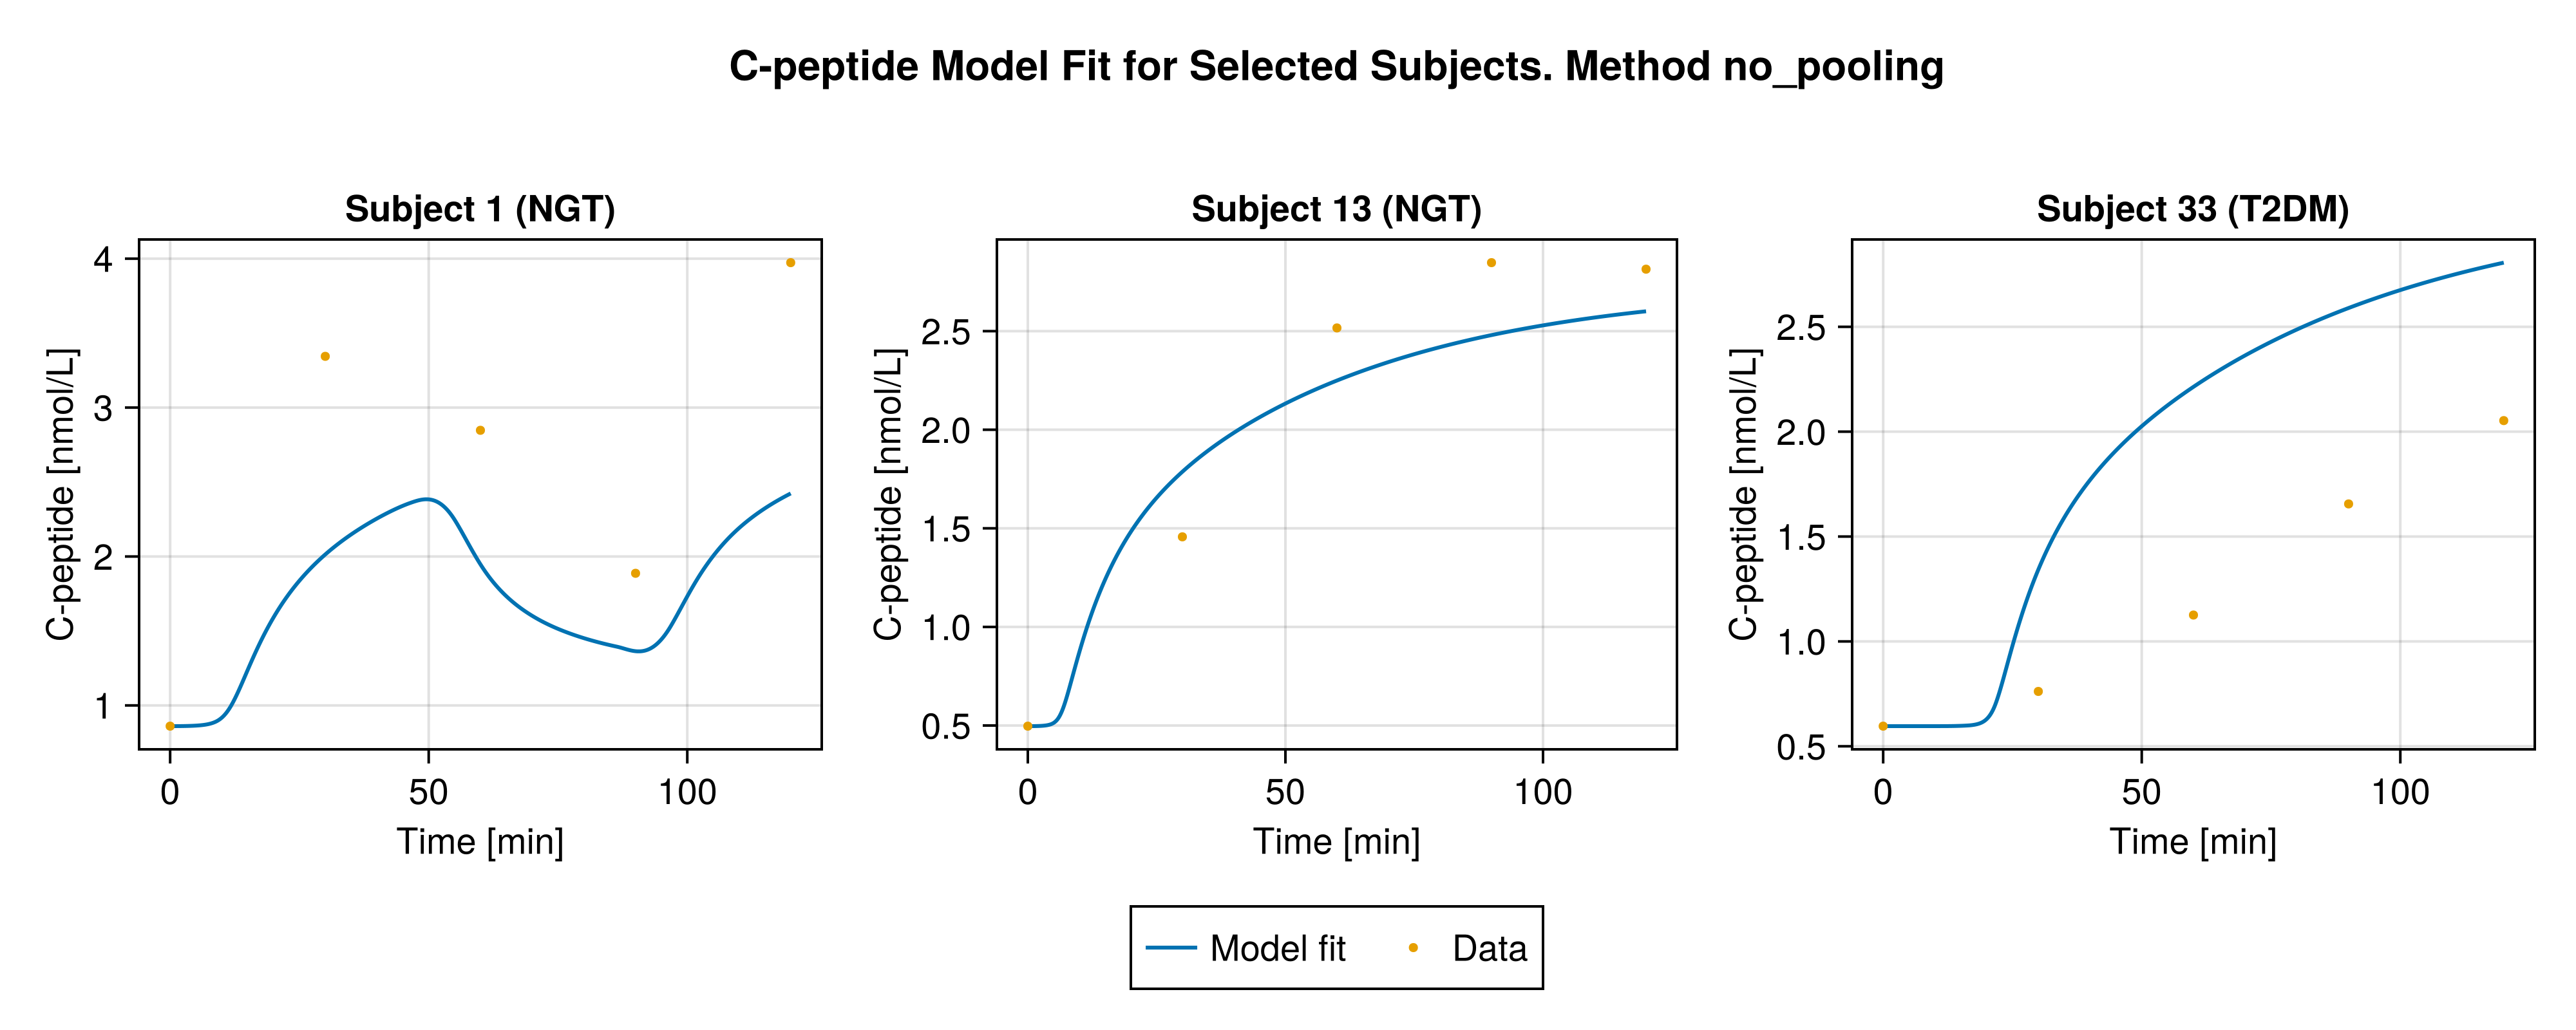 C-peptide Model Fit for Selected Subjects. Method no_pooling
Subject 1 (NGT)
C-peptide [nmol/L]
4
3
2
1
0 50 100
Time [min]
Subject 13 (NGT)
C-peptide [nmol/L]
2.5
2.0
1.5
1.0
0.5
0 50 100
Time [min]
Subject 33 (T2DM)
C-peptide [nmol/L]
2.5
2.0
1.5
1.0
0.5
0 50 100
Time [min]
Model fit Data